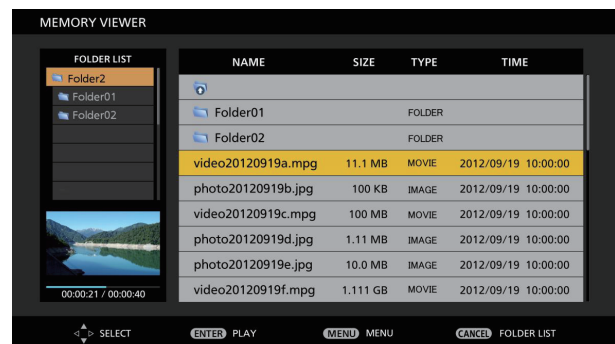 MEMORY VIEWER
FOLDER LIST
Folder2
Folder01
Folder02
00:00:21 / 00:00:40
NAME SIZE TYPE TIME
Folder01 FOLDER
Folder02 FOLDER
video20120919a.mpg 11.1 MB MOVIE 2012/09/19 10:00:00
photo20120919b.jpg 100 KB IMAGE 2012/09/19 10:00:00
video20120919c.mpg 100 MB MOVIE 2012/09/19 10:00:00
photo20120919d.jpg 1.11 MB IMAGE 2012/09/19 10:00:00
photo20120919e.jpg 10.0 MB IMAGE 2012/09/19 10:00:00
video20120919f.mpg 1.111 GB MOVIE 2012/09/19 10:00:00
SELECT ENTER PLAY MENU MENU CANCEL FOLDER LIST